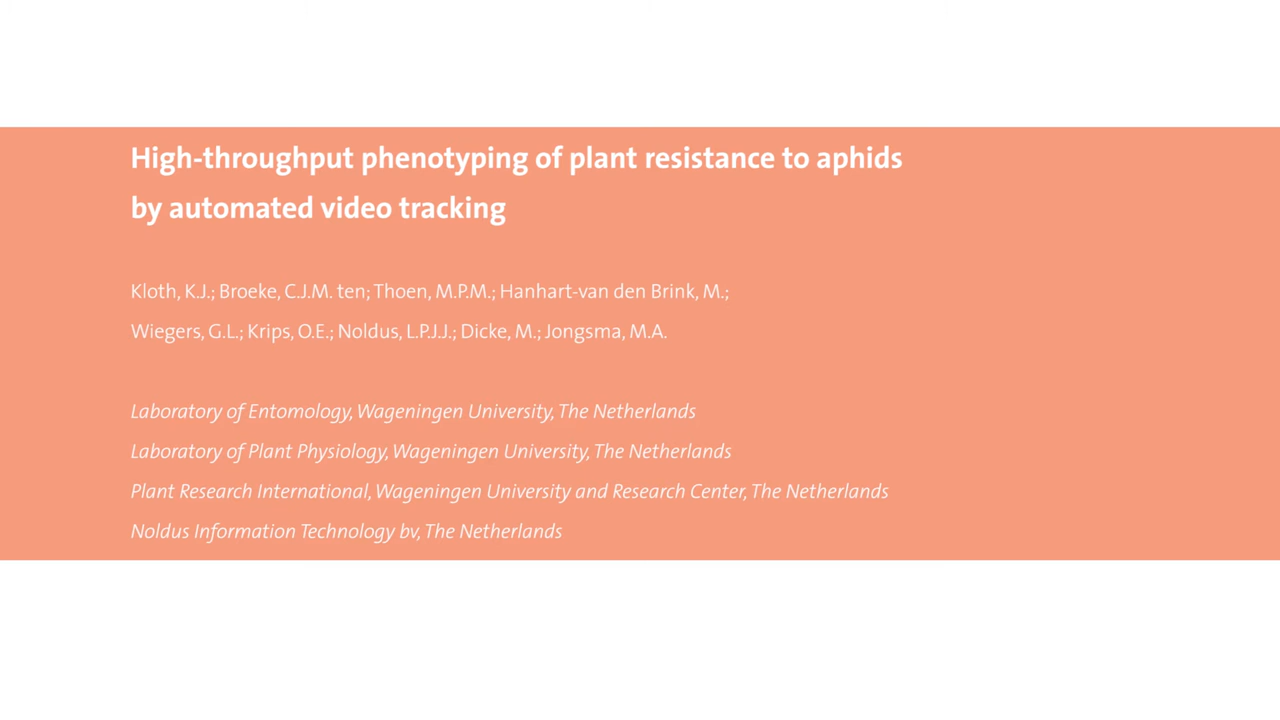 High-throughput phenotyping of plant resistance to aphids
by automated video tracking
Kloth, K.J.; Broeke, C.J.M. ten; Thoen, M.P.M.; Hanhart-van den Brink, M.;
Wiegers, G.L.; Krips, O.E.; Noldus, L.P.J.J.; Dicke, M.; Jongsma, M.A.
Laboratory of Entomology, Wageningen University, The Netherlands
Laboratory of Plant Physiology, Wageningen University, The Netherlands
Plant Research International, Wageningen University and Research Center, The Netherlands
Noldus Information Technology bv, The Netherlands